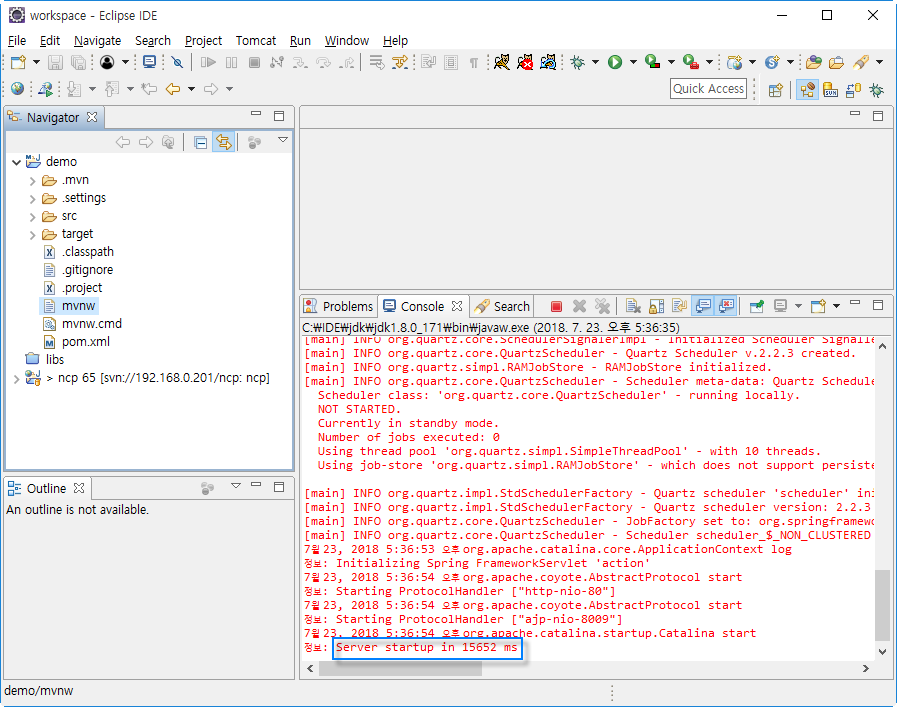 workspace - Eclipse IDE
File Edit Navigate Search Project Tomcat Run Window Help
Quick Access
Navigator
demo
.mvn
.settings
src
target
.classpath
.gitignore
.project
mvnw
mvnw.cmd
pom.xml
libs
> ncp 65 [svn://192.168.0.201/ncp: ncp]
Outline
An outline is not available.
Problems Console Search
C:₩IDE₩jdk₩jdk1.8.0_171₩bin₩javaw.exe (2018. 7. 23. 오후 5:36:35)
[main] INFO org.quartz.core.SchedulerSignalerImpl - Initialized Scheduler Signalle
[main] INFO org.quartz.core.QuartzScheduler - Quartz Scheduler v.2.2.3 created.
[main] INFO org.quartz.simpl.RAMJobStore - RAMJobStore initialized.
[main] INFO org.quartz.core.QuartzScheduler - Scheduler meta-data: Quartz Schedule
Scheduler class: 'org.quartz.core.QuartzScheduler' - running locally.
NOT STARTED.
Currently in standby mode.
Number of jobs executed: 0
Using thread pool 'org.quartz.simpl.SimpleThreadPool' - with 10 threads.
Using job-store 'org.quartz.simpl.RAMJobStore' - which does not support persiste
[main] INFO org.quartz.impl.StdSchedulerFactory - Quartz scheduler 'scheduler' ini
[main] INFO org.quartz.impl.StdSchedulerFactory - Quartz scheduler version: 2.2.3
[main] INFO org.quartz.core.QuartzScheduler - JobFactory set to: org.springframewo
[main] INFO org.quartz.core.QuartzScheduler - Scheduler scheduler_$_NON_CLUSTERED
7월 23, 2018 5:36:53 오후 org.apache.catalina.core.ApplicationContext log
정보: Initializing Spring FrameworkServlet 'action'
7월 23, 2018 5:36:54 오후 org.apache.coyote.AbstractProtocol start
정보: Starting ProtocolHandler ["http-nio-80"]
7월 23, 2018 5:36:54 오후 org.apache.coyote.AbstractProtocol start
정보: Starting ProtocolHandler ["ajp-nio-8009"]
7월 23, 2018 5:36:54 오후 org.apache.catalina.startup.Catalina start
정보: Server startup in 15652 ms
demo/mvnw